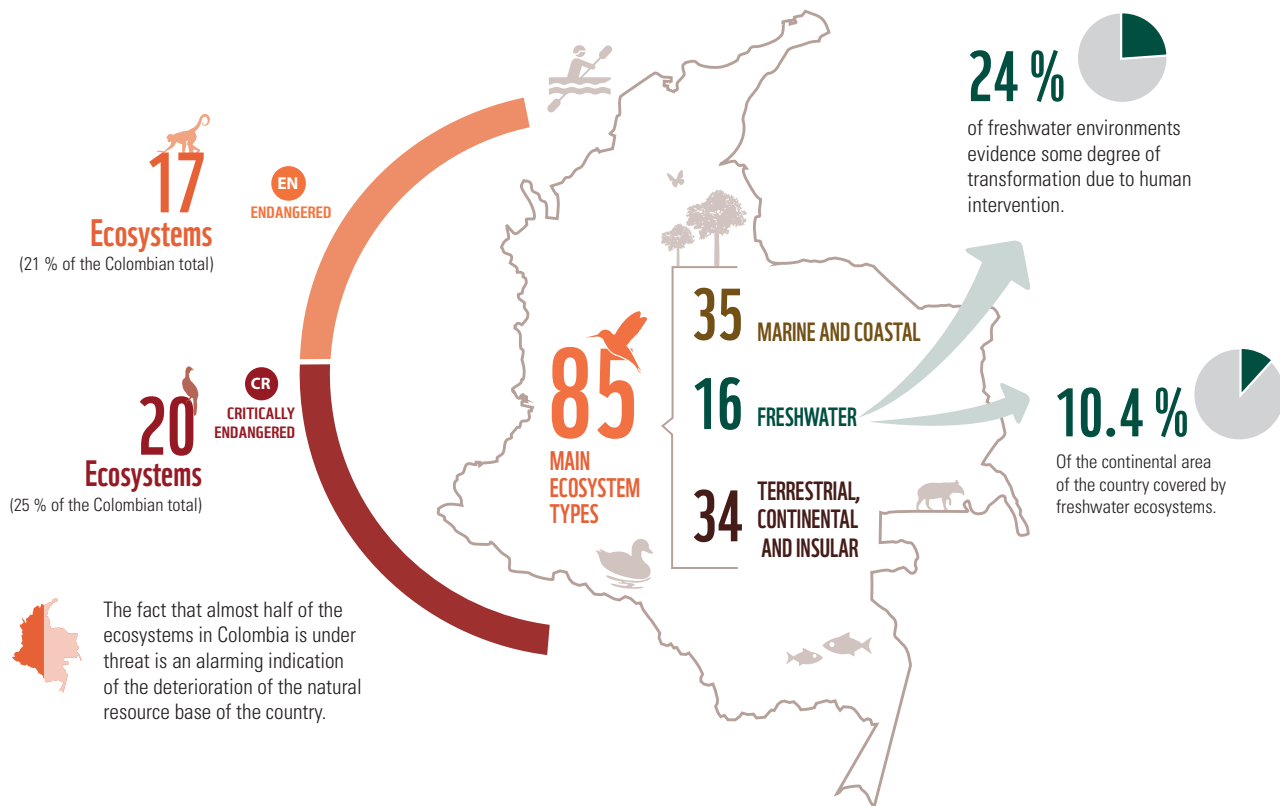 17
Ecosystems
(21 % of the Colombian total)
EN
ENDANGERED
20
Ecosystems
(25 % of the Colombian total)
CR
CRITICALLY
ENDANGERED
The fact that almost half of the
ecosystems in Colombia is under
threat is an alarming indication
of the deterioration of the natural
resource base of the country.
85
MAIN
ECOSYSTEM
TYPES
35 MARINE AND COASTAL
16 FRESHWATER
34 TERRESTRIAL,
CONTINENTAL
AND INSULAR
24 %
of freshwater environments
evidence some degree of
transformation due to human
intervention.
10.4 %
Of the continental area
of the country covered by
freshwater ecosystems.